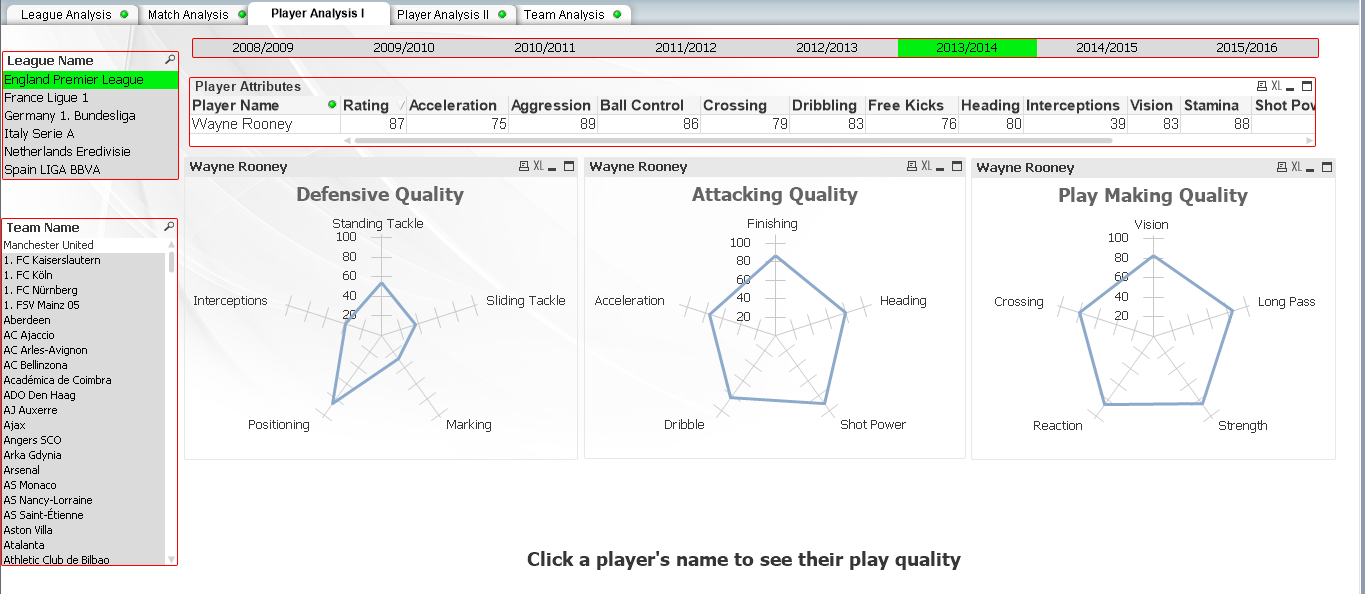 League Analysis Match Analysis Player Analysis I Player Analysis II Team Analysis
2008/2009 2009/2010 2010/2011 2011/2012 2012/2013 2013/2014 2014/2015 2015/2016
League Name
England Premier League
France Ligue 1
Germany 1. Bundesliga
Italy Serie A
Netherlands Eredivisie
Spain LIGA BBVA
Player Attributes XL
Player Name Rating Acceleration Aggression Ball Control Crossing Dribbling Free Kicks Heading Interceptions Vision Stamina Shot Pow
Wayne Rooney 87 75 89 86 79 83 76 80 39 83 88
Team Name
Manchester United
1. FC Kaiserslautern
1. FC Köln
1. FC Nürnberg
1. FSV Mainz 05
Aberdeen
AC Ajaccio
AC Arles-Avignon
AC Bellinzona
Académica de Coimbra
ADO Den Haag
AJ Auxerre
Ajax
Angers SCO
Arka Gdynia
Arsenal
AS Monaco
AS Nancy-Lorraine
AS Saint-Étienne
Aston Villa
Atalanta
Athletic Club de Bilbao
Wayne Rooney XL
Defensive Quality
Standing Tackle
100
80
60
Interceptions Sliding Tackle
40
20
Positioning Marking
Wayne Rooney XL
Attacking Quality
Finishing
100
80
60
Acceleration Heading
40
20
Dribble Shot Power
Wayne Rooney XL
Play Making Quality
Vision
100
80
60
Crossing Long Pass
40
20
Reaction Strength
Click a player's name to see their play quality